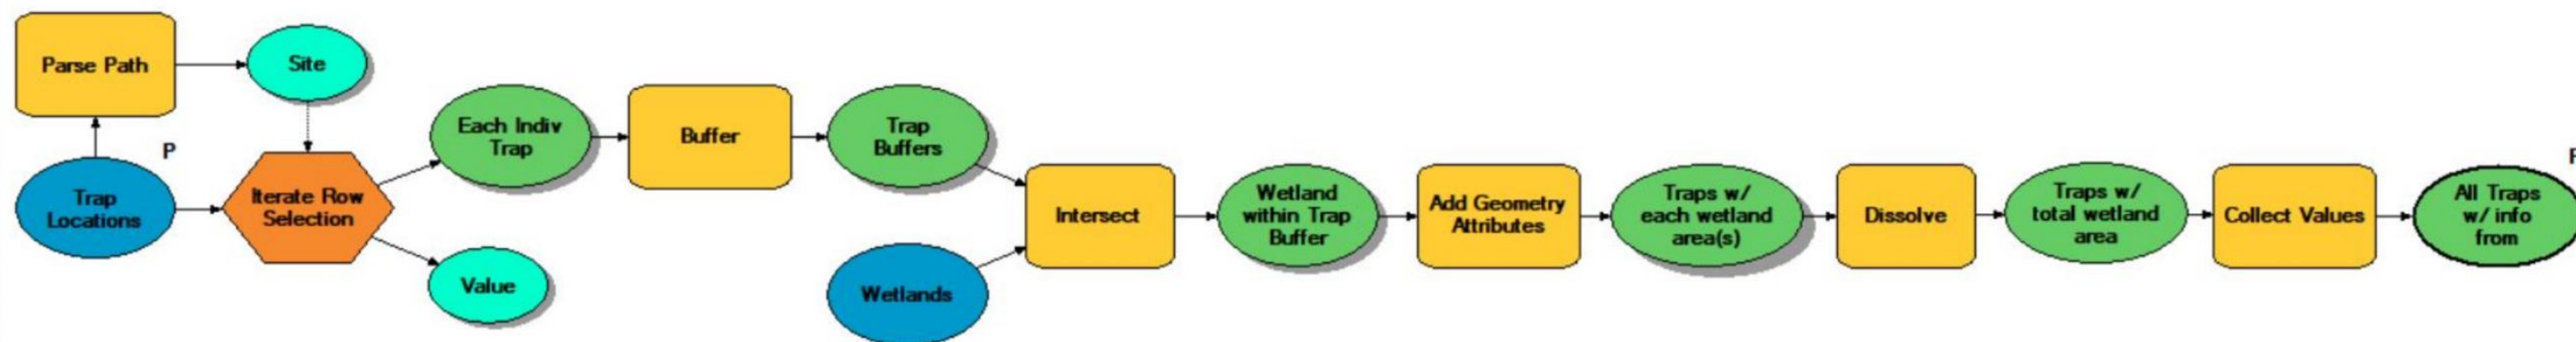 Parse Path
Site
P
Trap
Locations
Iterate Row
Selection
Each Indiv
Trap
Value
Buffer
Trap
Buffers
Wetlands
Intersect
Wetland
within Trap
Buffer
Add Geometry
Attributes
Traps w/
each wetland
area(s)
Dissolve
Traps w/
total wetland
area
Collect Values
All Traps
w/ info
from